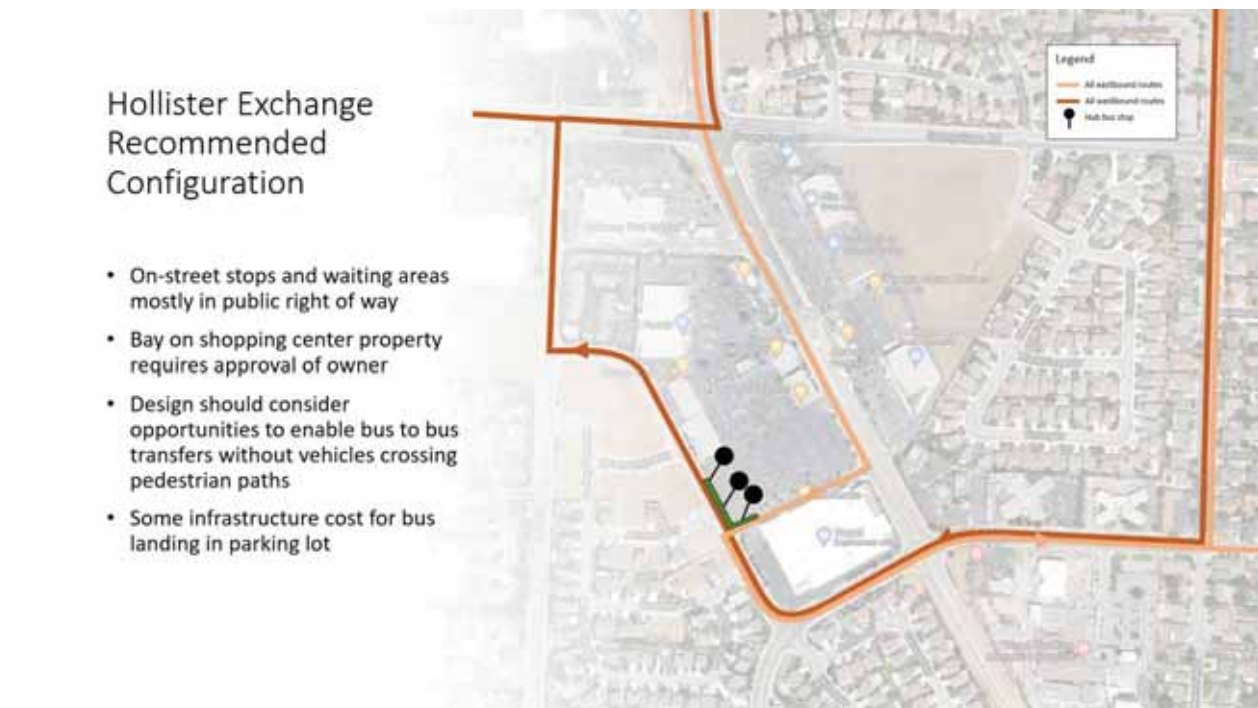 Hollister Exchange
Recommended
Configuration
• On-street stops and waiting areas
mostly in public right of way
• Bay on shopping center property
requires approval of owner
• Design should consider
opportunities to enable bus to bus
transfers without vehicles crossing
pedestrian paths
• Some infrastructure cost for bus
landing in parking lot
Legend
All eastbound routes
All westbound routes
Hub bus stop